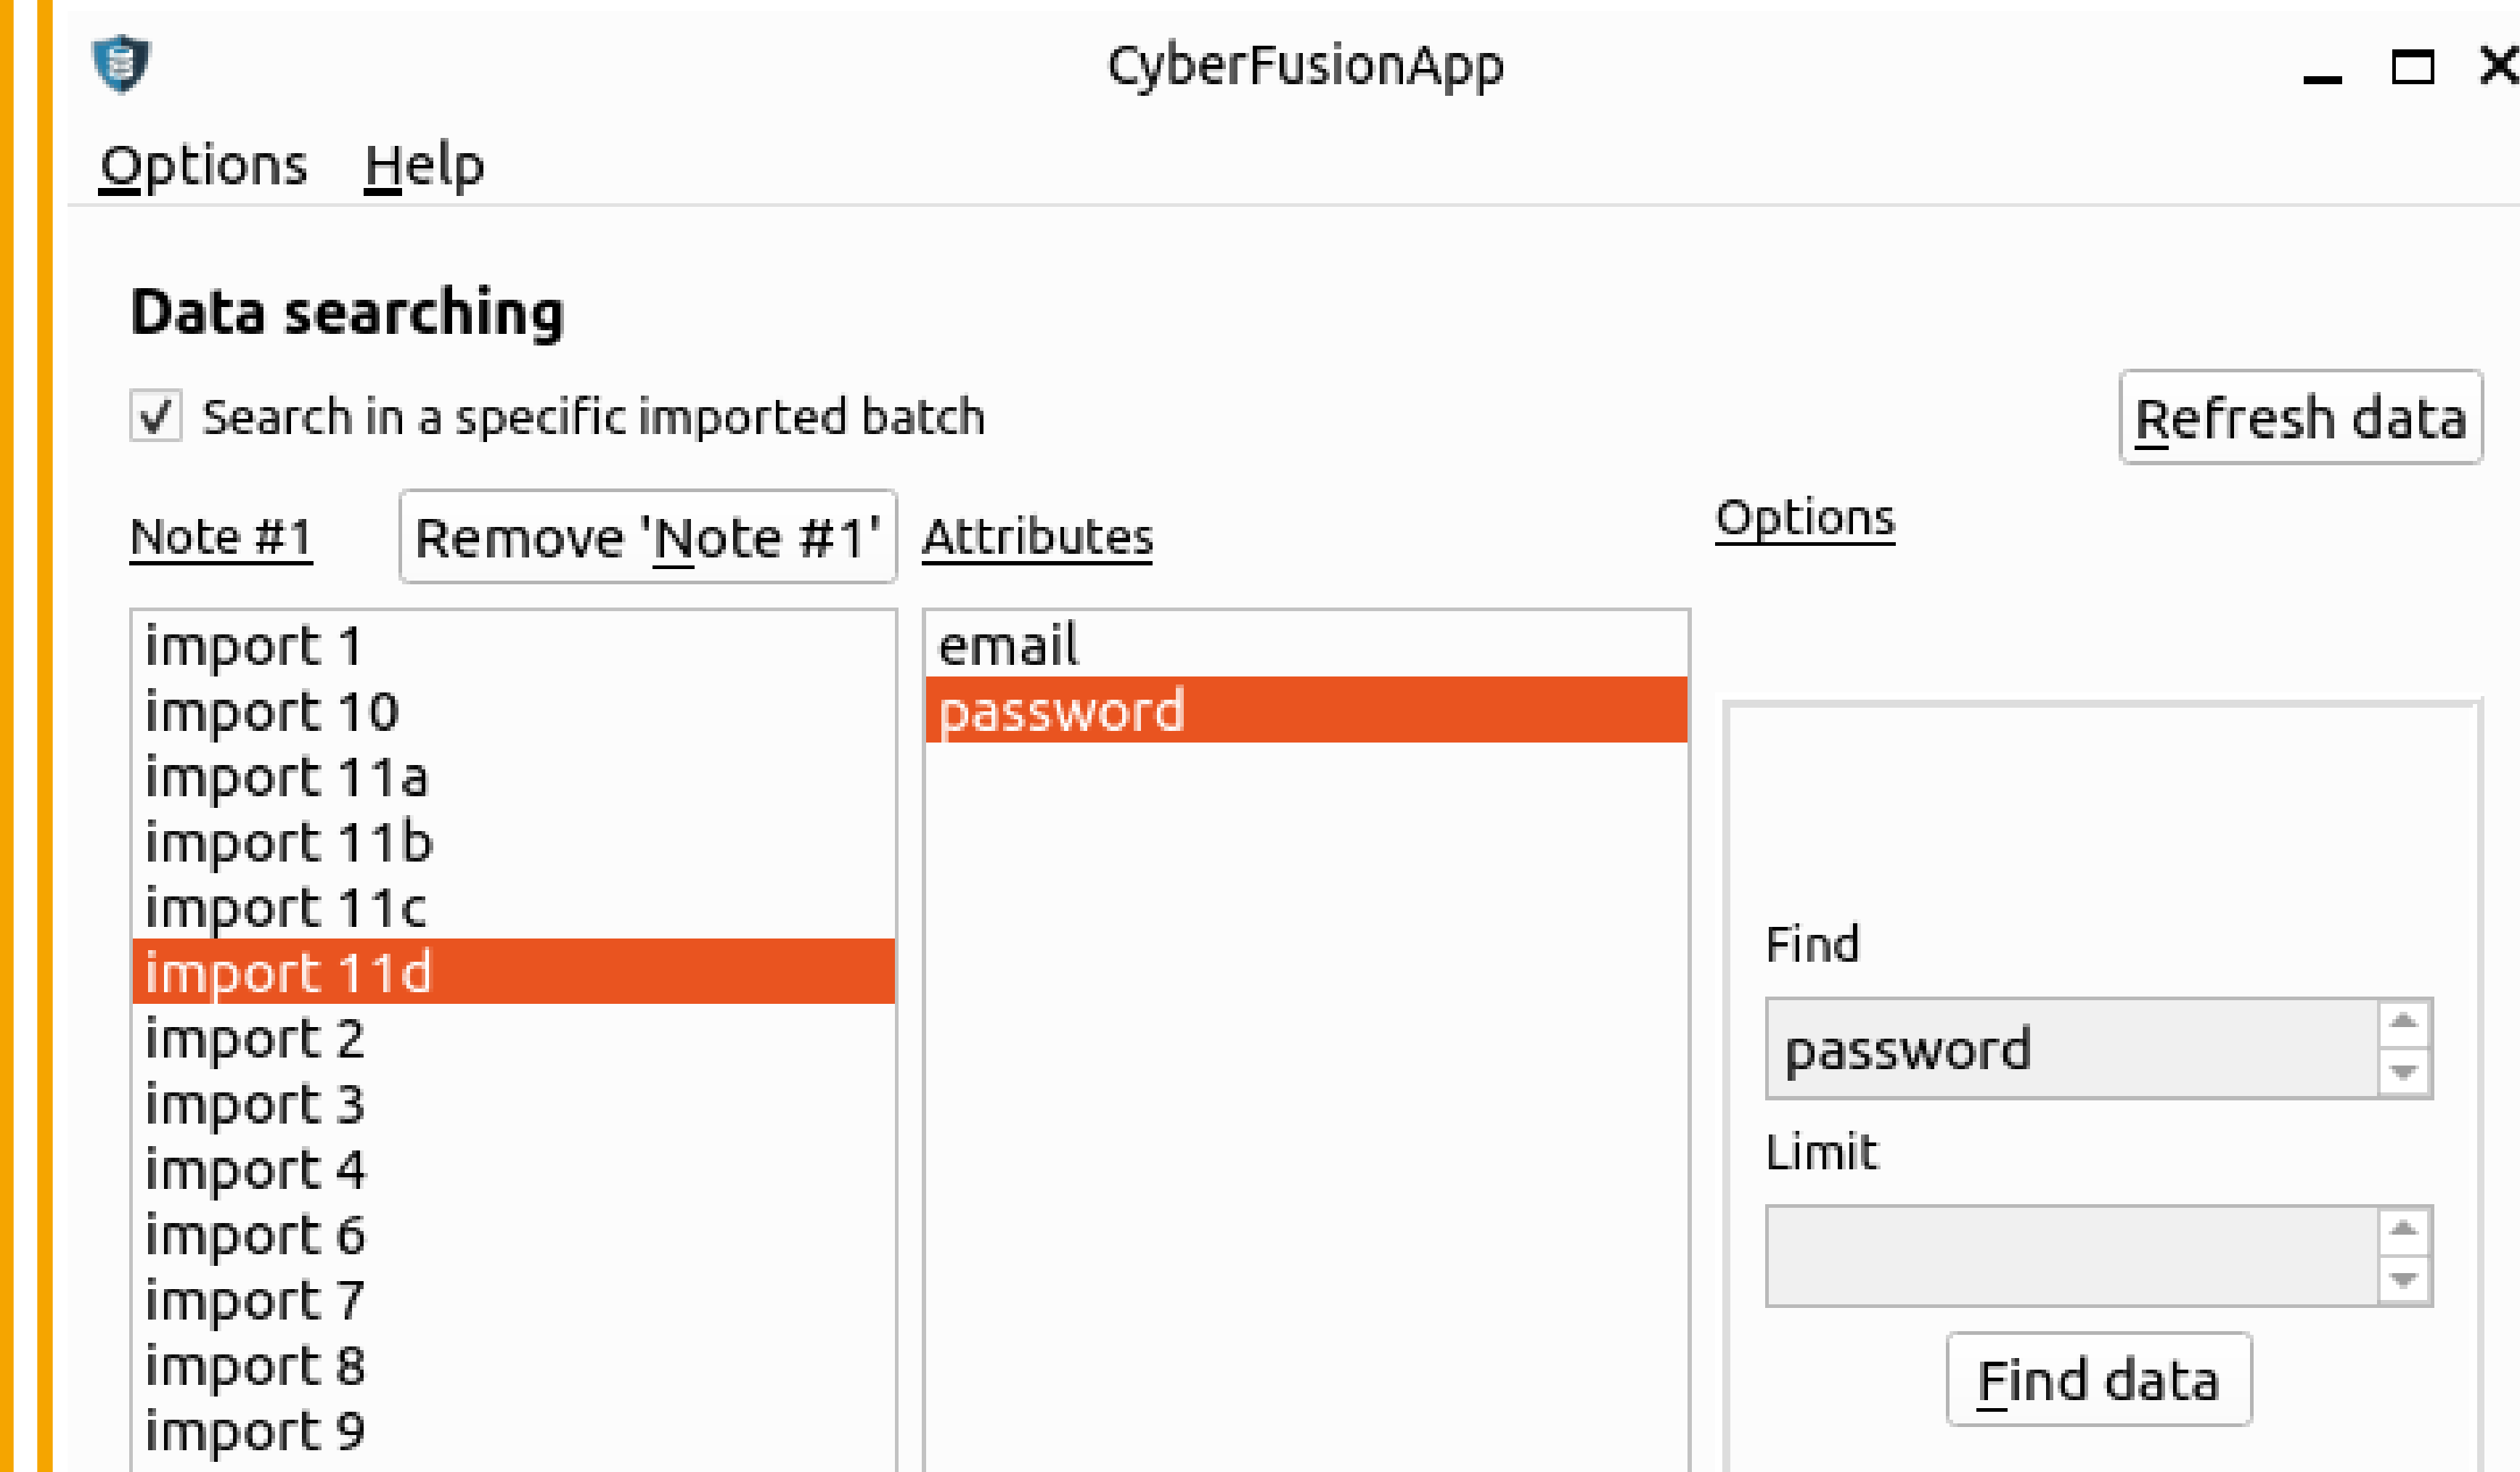 CyberFusionApp
Options Help
Data searching
Search in a specific imported batch
Refresh data
Note #1
Remove 'Note #1'
Attributes
Options
import 1
import 10
import 11a
import 11b
import 11c
import 11d
import 2
import 3
import 4
import 6
import 7
import 8
import 9
email
password
Find
password
Limit
Find data